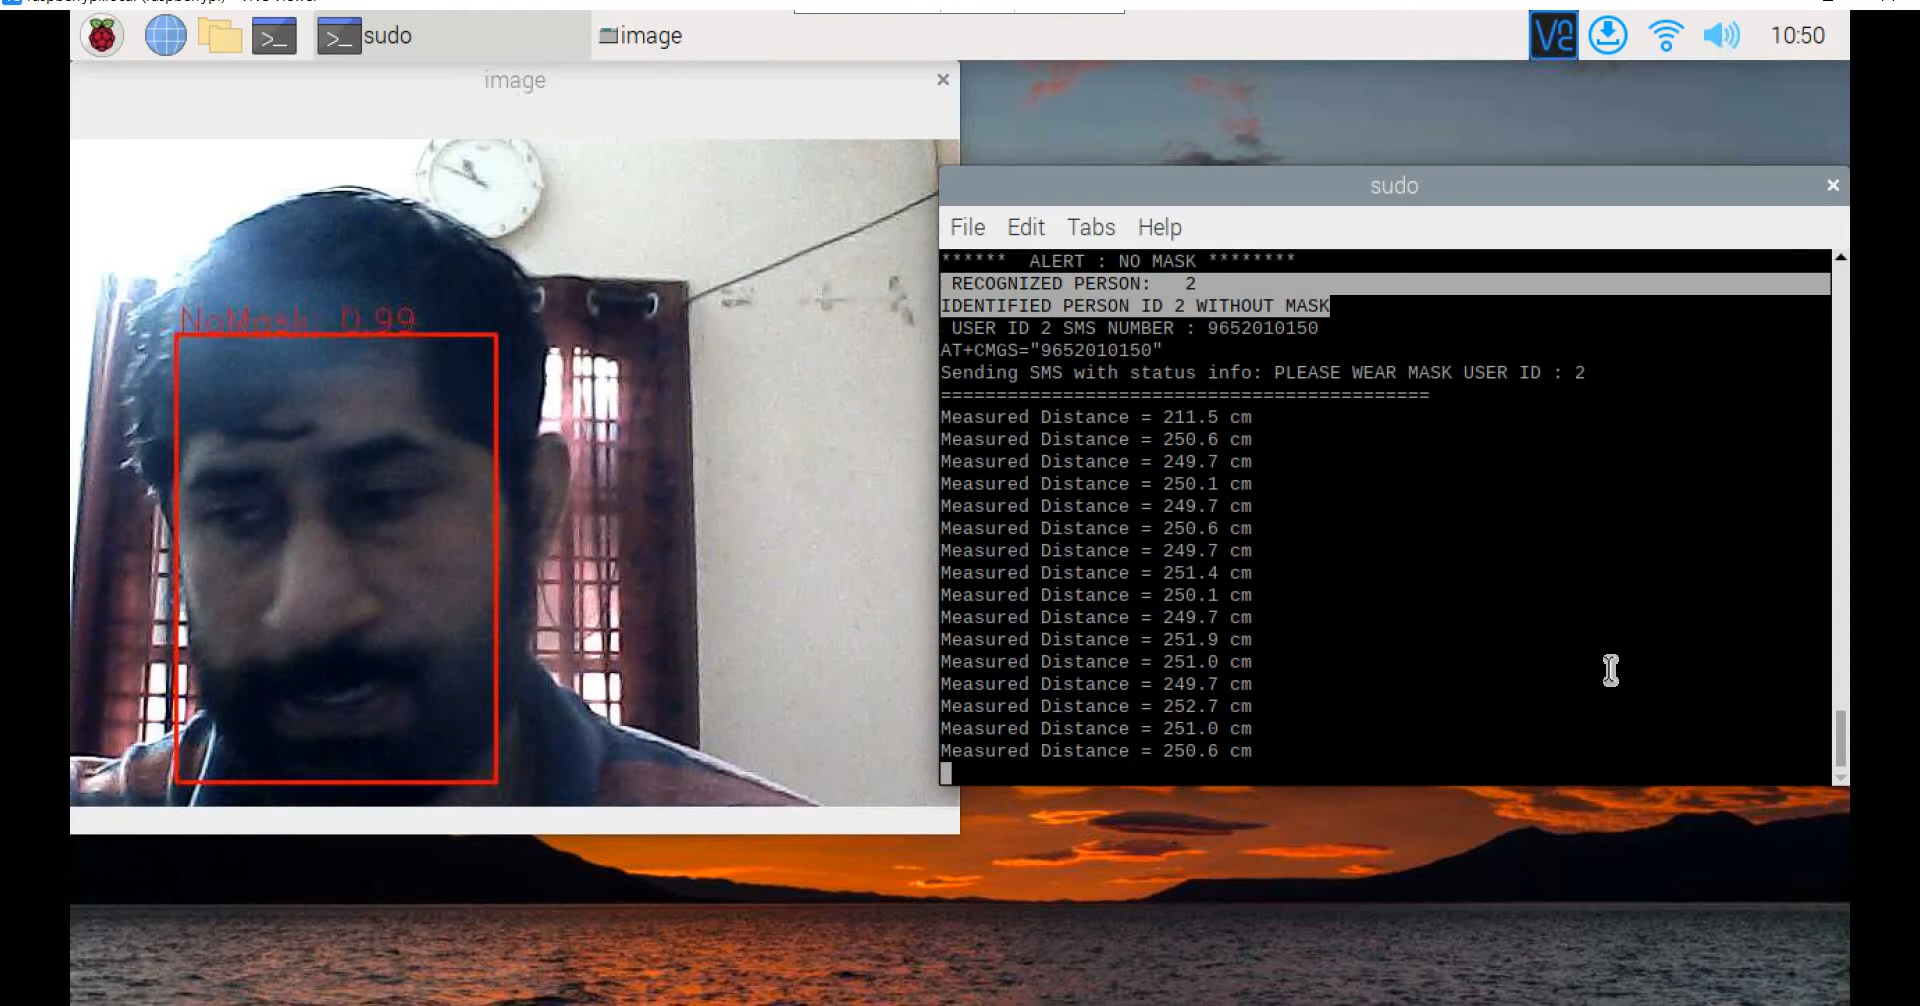 sudo
image
10:50
image
NoMask: 0.99
sudo
File Edit Tabs Help
****** ALERT : NO MASK ********
RECOGNIZED PERSON: 2
IDENTIFIED PERSON ID 2 WITHOUT MASK
USER ID 2 SMS NUMBER : 9652010150
AT+CMGS="9652010150"
Sending SMS with status info: PLEASE WEAR MASK USER ID : 2
============================================
Measured Distance = 211.5 cm
Measured Distance = 250.6 cm
Measured Distance = 249.7 cm
Measured Distance = 250.1 cm
Measured Distance = 249.7 cm
Measured Distance = 250.6 cm
Measured Distance = 249.7 cm
Measured Distance = 251.4 cm
Measured Distance = 250.1 cm
Measured Distance = 249.7 cm
Measured Distance = 251.9 cm
Measured Distance = 251.0 cm
Measured Distance = 249.7 cm
Measured Distance = 252.7 cm
Measured Distance = 251.0 cm
Measured Distance = 250.6 cm